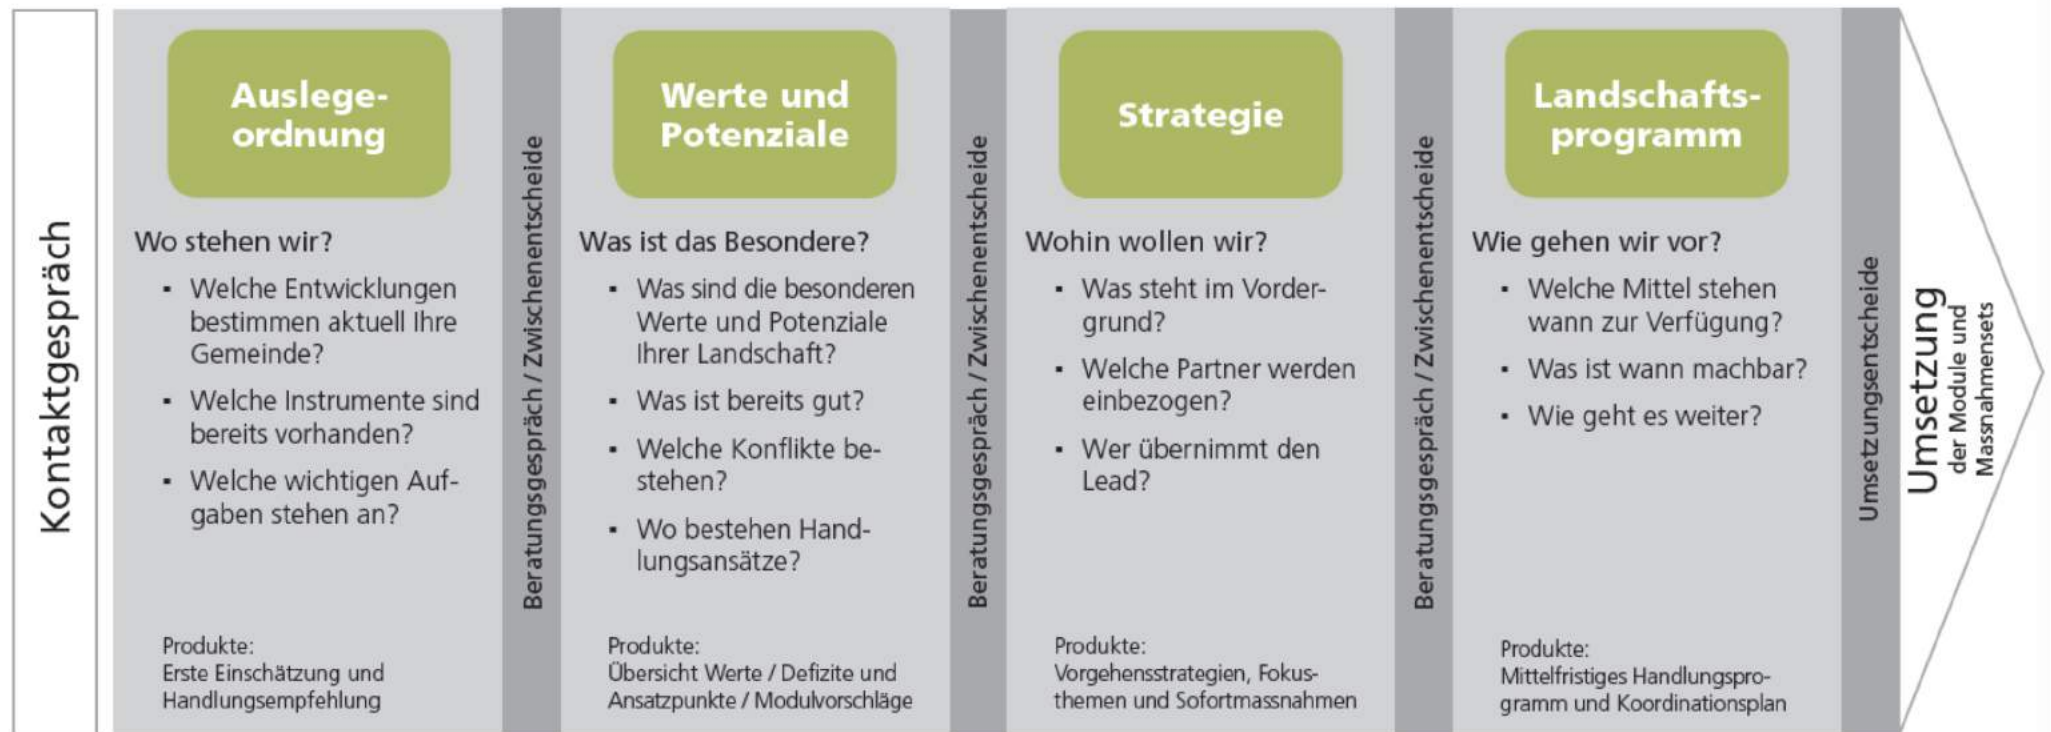 Kontaktgespräch
Auslege-
ordnung
Wo stehen wir?
▪ Welche Entwicklungen
bestimmen aktuell Ihre
Gemeinde?
▪ Welche Instrumente sind
bereits vorhanden?
▪ Welche wichtigen Auf-
gaben stehen an?
Produkte:
Erste Einschätzung und
Handlungsempfehlung
Beratungsgespräch / Zwischenentscheide
Werte und
Potenziale
Was ist das Besondere?
▪ Was sind die besonderen
Werte und Potenziale
Ihrer Landschaft?
▪ Was ist bereits gut?
▪ Welche Konflikte be-
stehen?
▪ Wo bestehen Hand-
lungsansätze?
Produkte:
Übersicht Werte / Defizite und
Ansatzpunkte / Modulvorschläge
Beratungsgespräch / Zwischenentscheide
Strategie
Wohin wollen wir?
▪ Was steht im Vorder-
grund?
▪ Welche Partner werden
einbezogen?
▪ Wer übernimmt den
Lead?
Produkte:
Vorgehensstrategien, Fokus-
themen und Sofortmassnahmen
Beratungsgespräch / Zwischenentscheide
Landschafts-
programm
Wie gehen wir vor?
▪ Welche Mittel stehen
wann zur Verfügung?
▪ Was ist wann machbar?
▪ Wie geht es weiter?
Produkte:
Mittelfristiges Handlungspro-
gramm und Koordinationsplan
Umsetzungsentscheide
Umsetzung
der Module und
Massnahmensets